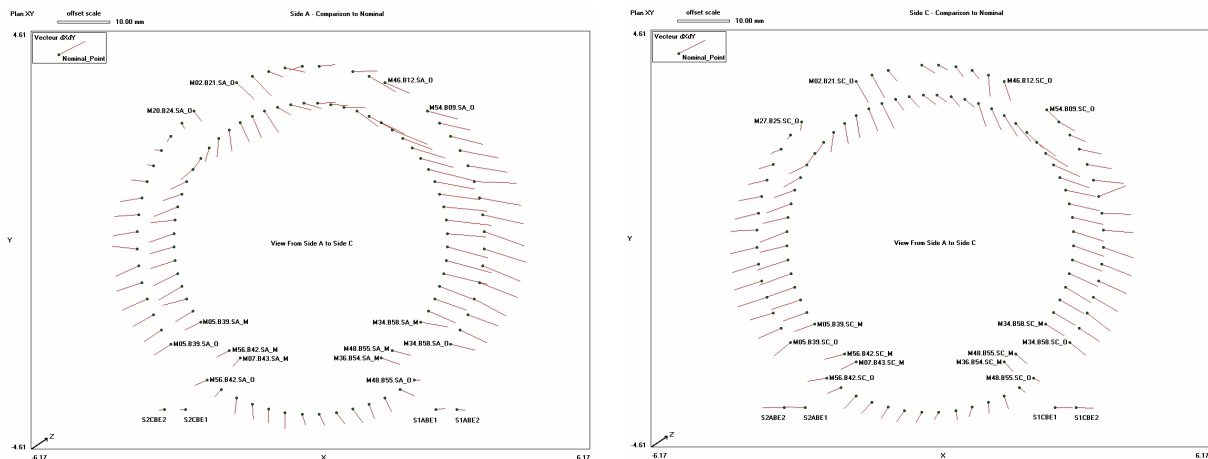 Plan XY
offset scale
10.00 mm
Side A - Comparison to Nominal
4.61
Vecteur dXdY
Nominal_Point
M02.B21.SA_O
M46.B12.SA_O
M20.B24.SA_O
M54.B09.SA_O
Y
View From Side A to Side C
M05.B39.SA_M
M34.B58.SA_M
M05.B39.SA_O
M56.B42.SA_M
M48.B55.SA_M
M34.B58.SA_O
M07.B43.SA_M
M36.B54.SA_M
M56.B42.SA_O
M48.B55.SA_O
S2CBE2
S2CBE1
S1ABE1
S1ABE2
Z
-4.61
-6.17
X
6.17
Plan XY
offset scale
10.00 mm
Side C - Comparison to Nominal
4.61
Vecteur dXdY
Nominal_Point
M02.B21.SC_O
M46.B12.SC_O
M27.B25.SC_O
M54.B09.SC_O
Y
View From Side A to Side C
M05.B39.SC_M
M34.B58.SC_M
M05.B39.SC_O
M34.B58.SC_O
M56.B42.SC_M
M48.B55.SC_M
M07.B43.SC_M
M36.B54.SC_M
M56.B42.SC_O
M48.B55.SC_O
S2ABE2
S2ABE1
S1CBE1
S1CBE2
Z
-4.61
-6.17
X
6.17